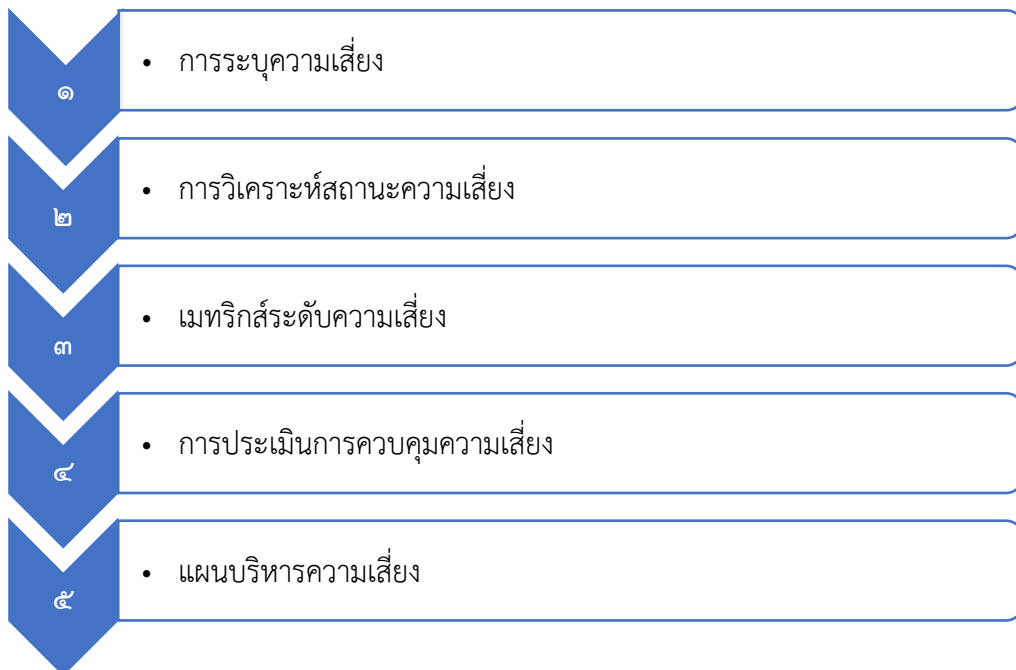 ๑
• การระบุความเสี่ยง
๒
• การวิเคราะห์สถานะความเสี่ยง
๓
• เมทริกส์ระดับความเสี่ยง
๔
• การประเมินการควบคุมความเสี่ยง
๕
• แผนบริหารความเสี่ยง